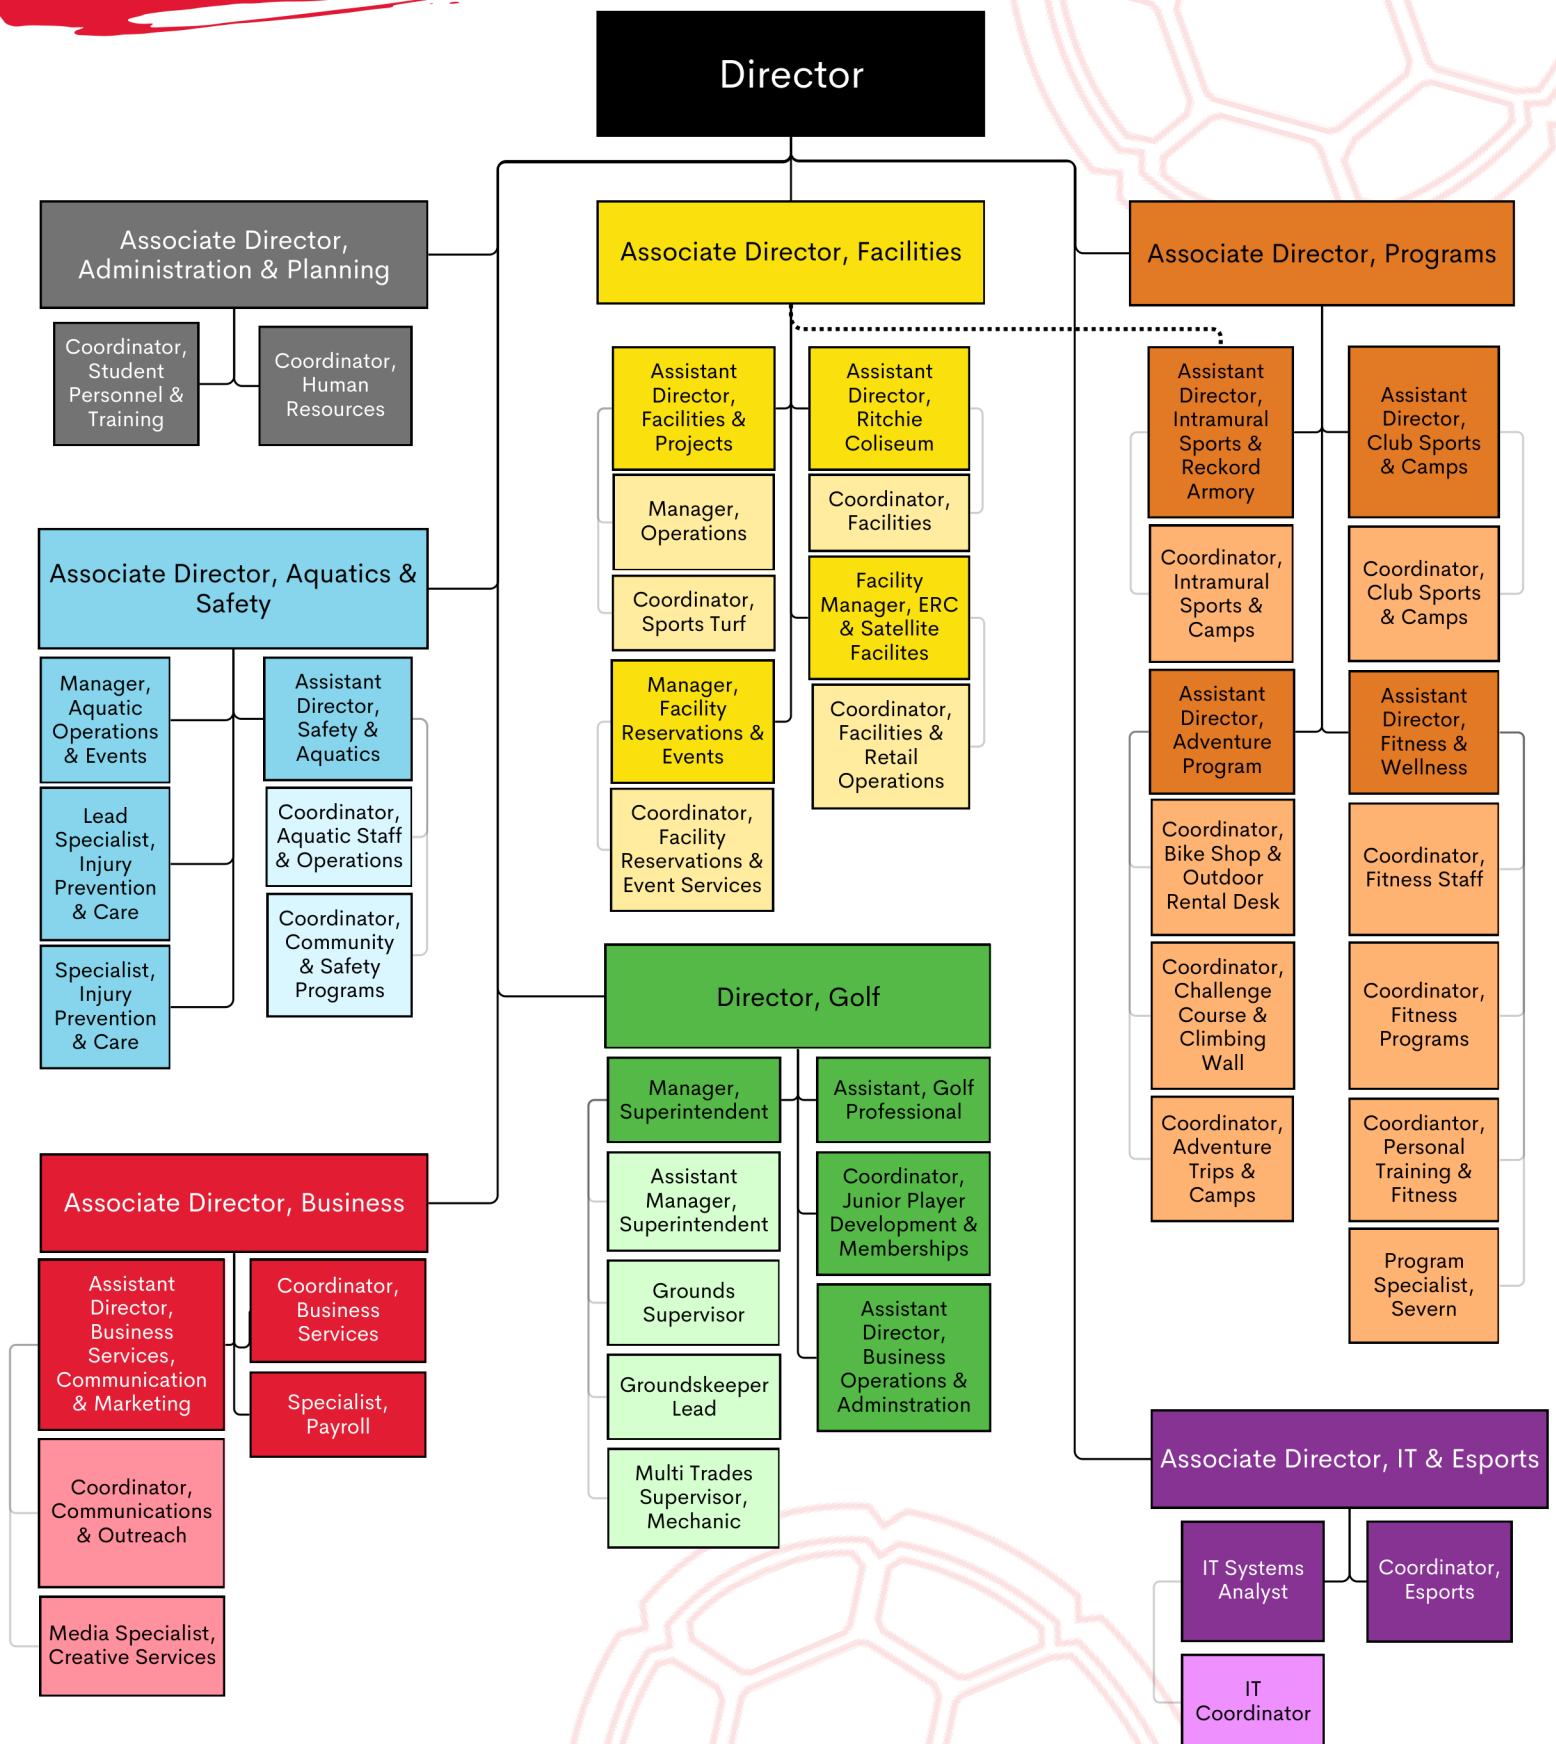 Director
Associate Director,
Administration & Planning
Coordinator,
Student
Personnel &
Training
Coordinator,
Human
Resources
Associate Director, Aquatics &
Safety
Manager,
Aquatic
Operations
& Events
Assistant
Director,
Safety &
Aquatics
Lead
Specialist,
Injury
Prevention
& Care
Coordinator,
Aquatic Staff
& Operations
Specialist,
Injury
Prevention
& Care
Coordinator,
Community
& Safety
Programs
Associate Director, Business
Assistant
Director,
Business
Services,
Communication
& Marketing
Coordinator,
Business
Services
Specialist,
Payroll
Coordinator,
Communications
& Outreach
Media Specialist,
Creative Services
Associate Director, Facilities
Assistant
Director,
Facilities &
Projects
Assistant
Director,
Ritchie
Coliseum
Manager,
Operations
Coordinator,
Facilities
Coordinator,
Sports Turf
Facility
Manager, ERC
& Satellite
Facilites
Manager,
Facility
Reservations &
Events
Coordinator,
Facilities &
Retail
Operations
Coordinator,
Facility
Reservations &
Event Services
Director, Golf
Manager,
Superintendent
Assistant, Golf
Professional
Assistant
Manager,
Superintendent
Coordinator,
Junior Player
Development &
Memberships
Grounds
Supervisor
Assistant
Director,
Business
Operations &
Adminstration
Groundskeeper
Lead
Multi Trades
Supervisor,
Mechanic
Associate Director, Programs
Assistant
Director,
Intramural
Sports &
Reckord
Armory
Assistant
Director,
Club Sports
& Camps
Coordinator,
Intramural
Sports &
Camps
Coordinator,
Club Sports
& Camps
Assistant
Director,
Adventure
Program
Assistant
Director,
Fitness &
Wellness
Coordinator,
Bike Shop &
Outdoor
Rental Desk
Coordinator,
Fitness Staff
Coordinator,
Challenge
Course &
Climbing
Wall
Coordinator,
Fitness
Programs
Coordinator,
Adventure
Trips &
Camps
Coordiantor,
Personal
Training &
Fitness
Program
Specialist,
Severn
Associate Director, IT & Esports
IT Systems
Analyst
Coordinator,
Esports
IT
Coordinator